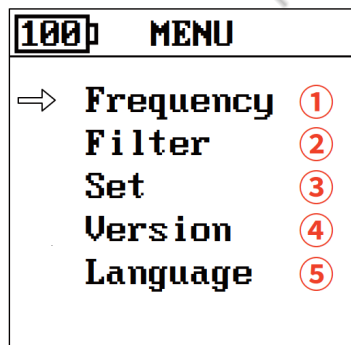 100 MENU
Frequency ①
Filter ②
Set ③
Version ④
Language ⑤